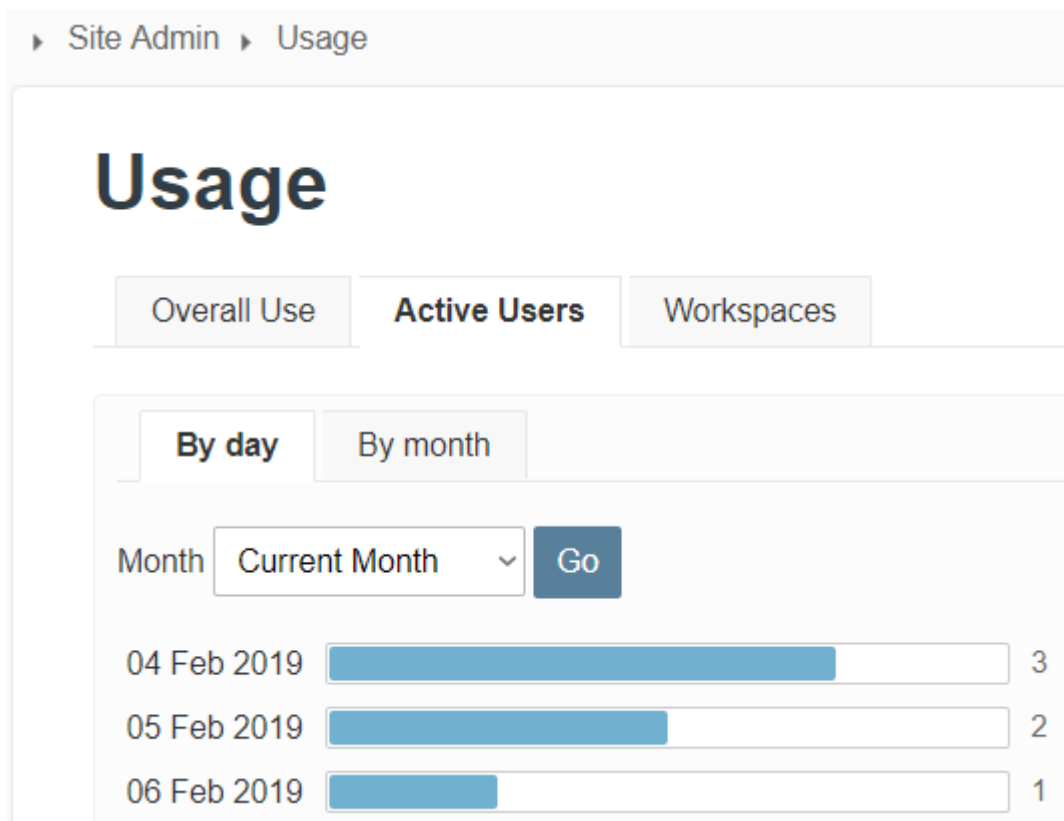 Site Admin Usage
Usage
Overall Use Active Users Workspaces
By day By month
Month Current Month Go
04 Feb 2019 3
05 Feb 2019 2
06 Feb 2019 1